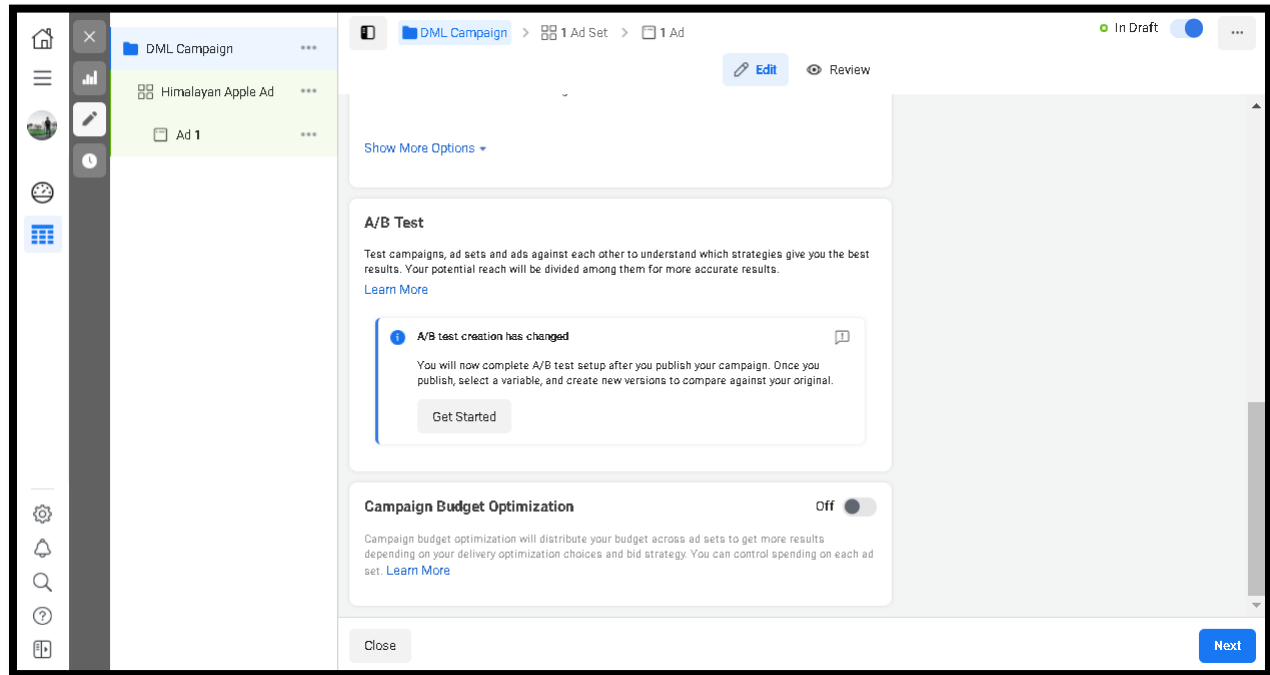 DML Campaign
Himalayan Apple Ad
Ad 1
DML Campaign > 1 Ad Set > 1 Ad
In Draft
Edit
Review
Show More Options
A/B Test
Test campaigns, ad sets and ads against each other to understand which strategies give you the best
results. Your potential reach will be divided among them for more accurate results.
Learn More
A/B test creation has changed
You will now complete A/B test setup after you publish your campaign. Once you
publish, select a variable, and create new versions to compare against your original.
Get Started
Campaign Budget Optimization
Off
Campaign budget optimization will distribute your budget across ad sets to get more results
depending on your delivery optimization choices and bid strategy. You can control spending on each ad
set. Learn More
Close
Next